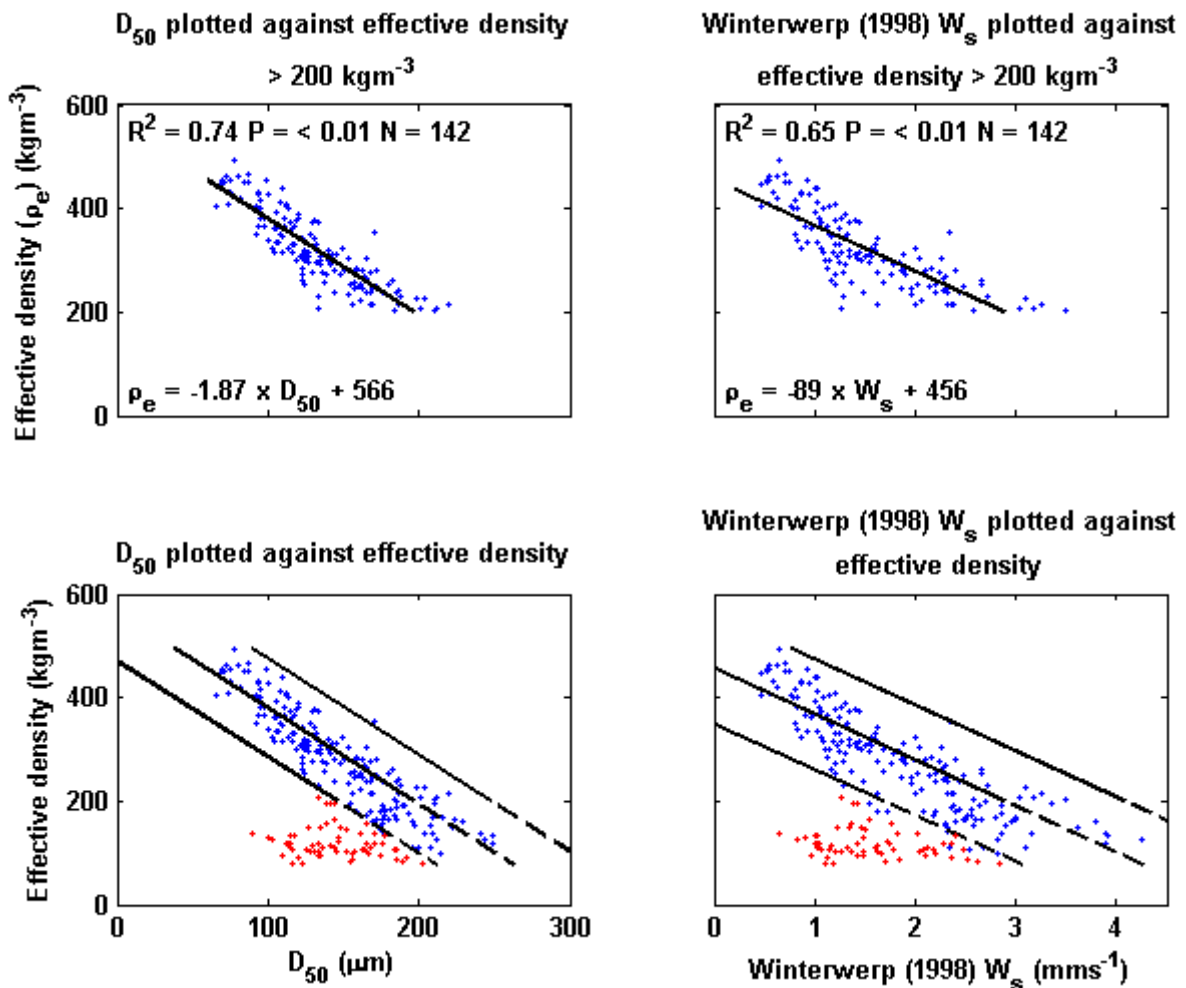 D50 plotted against effective density
> 200 kgm-3
Winterwerp (1998) Ws plotted against
effective density > 200 kgm-3
Effective density (ρe) (kgm-3)
600
400
200
0
R2 = 0.74 P = < 0.01 N = 142
ρe = -1.87 x D50 + 566
R2 = 0.65 P = < 0.01 N = 142
ρe = -89 x Ws + 456
D50 plotted against effective density
Winterwerp (1998) Ws plotted against
effective density
Effective density (kgm-3)
600
400
200
0
0 100 200 300
D50 (μm)
0 1 2 3 4
Winterwerp (1998) Ws (mms-1)